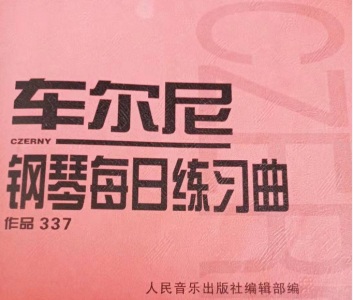 车尔尼
CZERNY
钢琴每日练习曲
作品 337
人民音乐出版社编辑部编